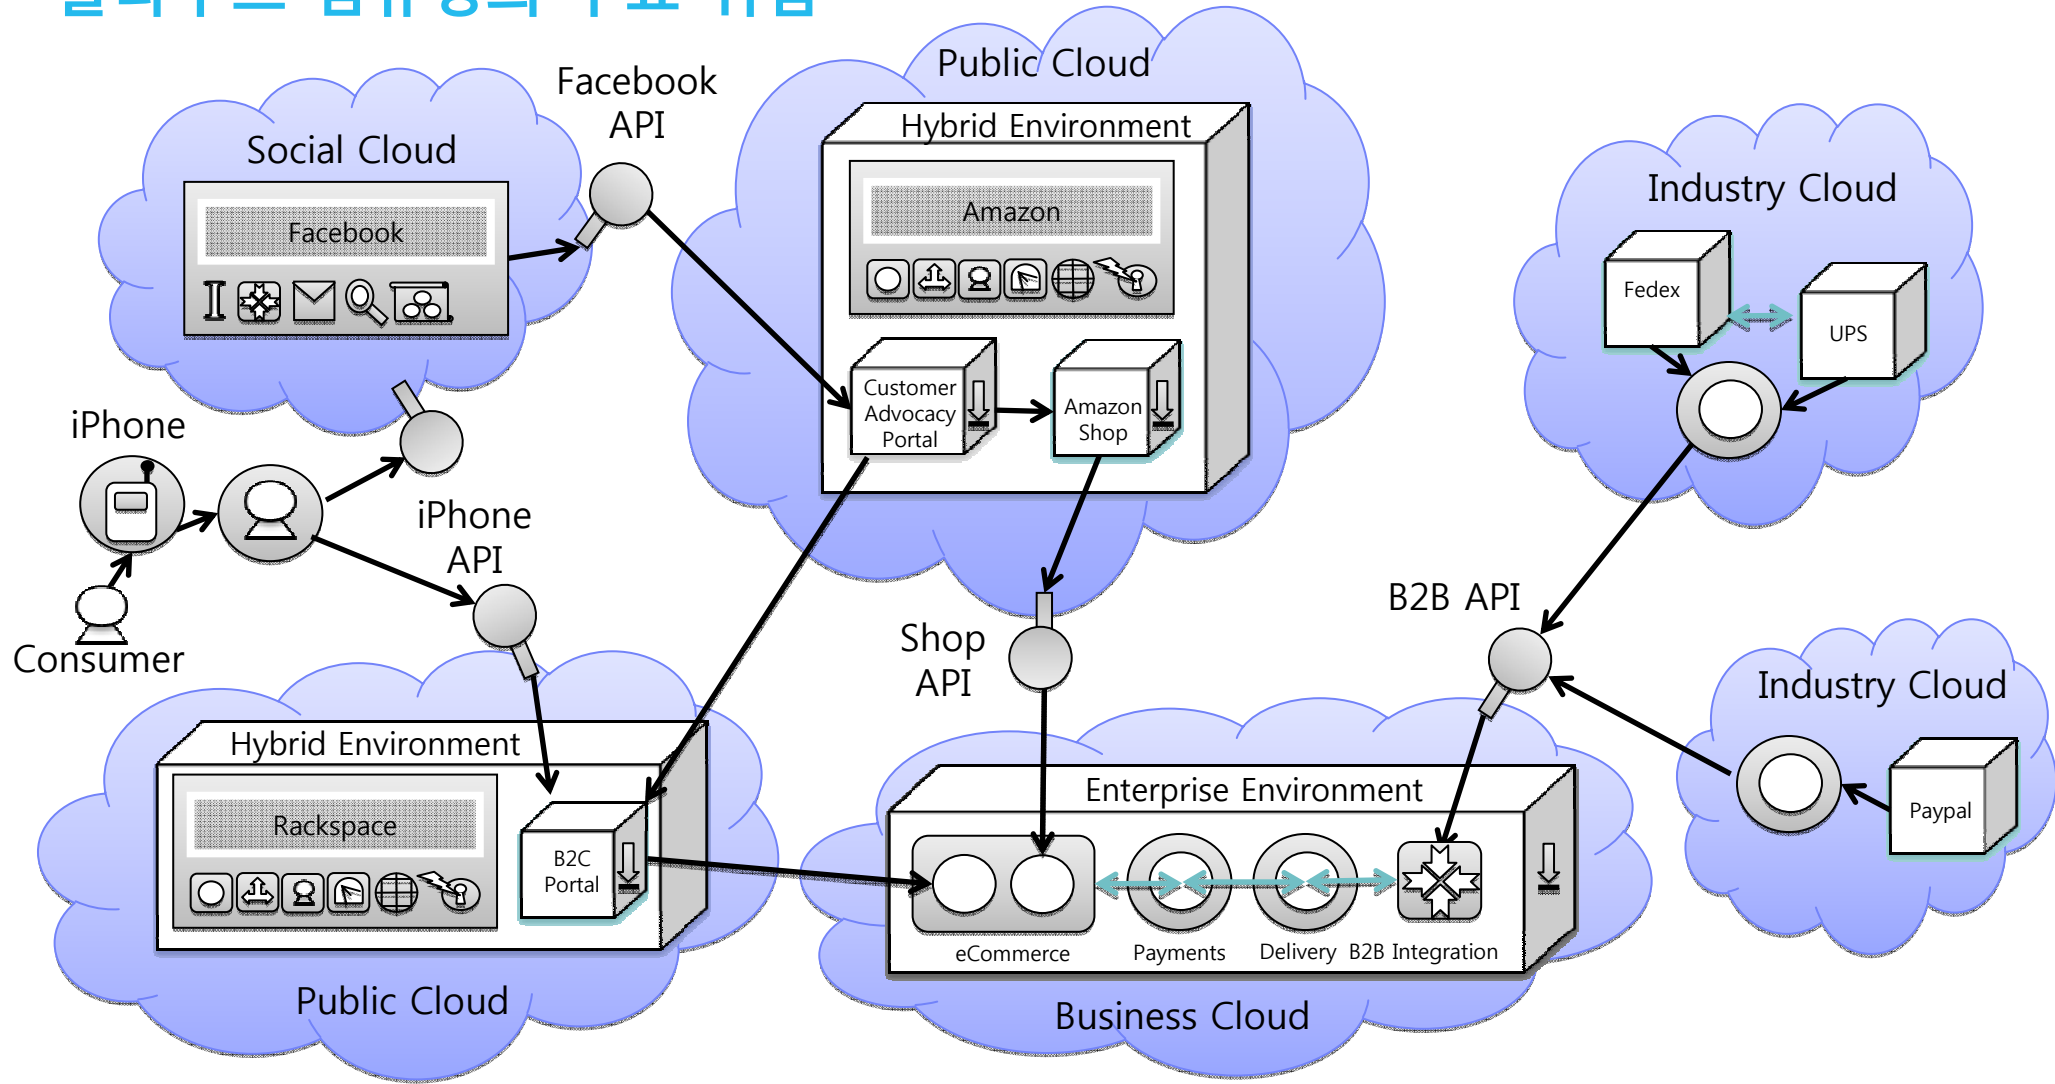 Public Cloud
Facebook
API
Hybrid Environment
Social Cloud
Industry Cloud
Amazon
Facebook
Fedex
UPS
Customer
Advocacy
Portal
Amazon
Shop
iPhone
iPhone
API
B2B API
Shop
API
Consumer
Industry Cloud
Hybrid Environment
Enterprise Environment
Rackspace
Paypal
B2C
Portal
eCommerce
Payments
Delivery
B2B Integration
Public Cloud
Business Cloud